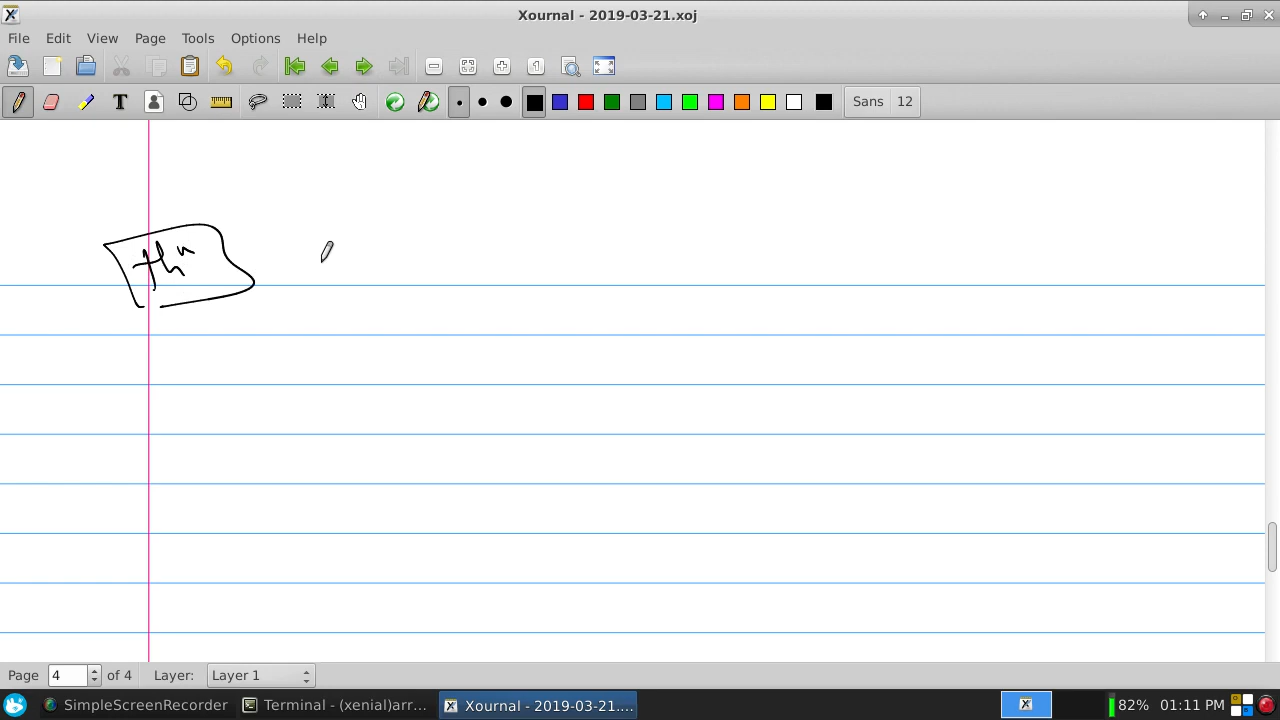 Xournal - 2019-03-21.xoj
File Edit View Page Tools Options Help
T Sans 12
Page 4 of 4 Layer: Layer 1
SimpleScreenRecorder Terminal - (xenial)arr... Xournal - 2019-03-21.... 82% 01:11 PM